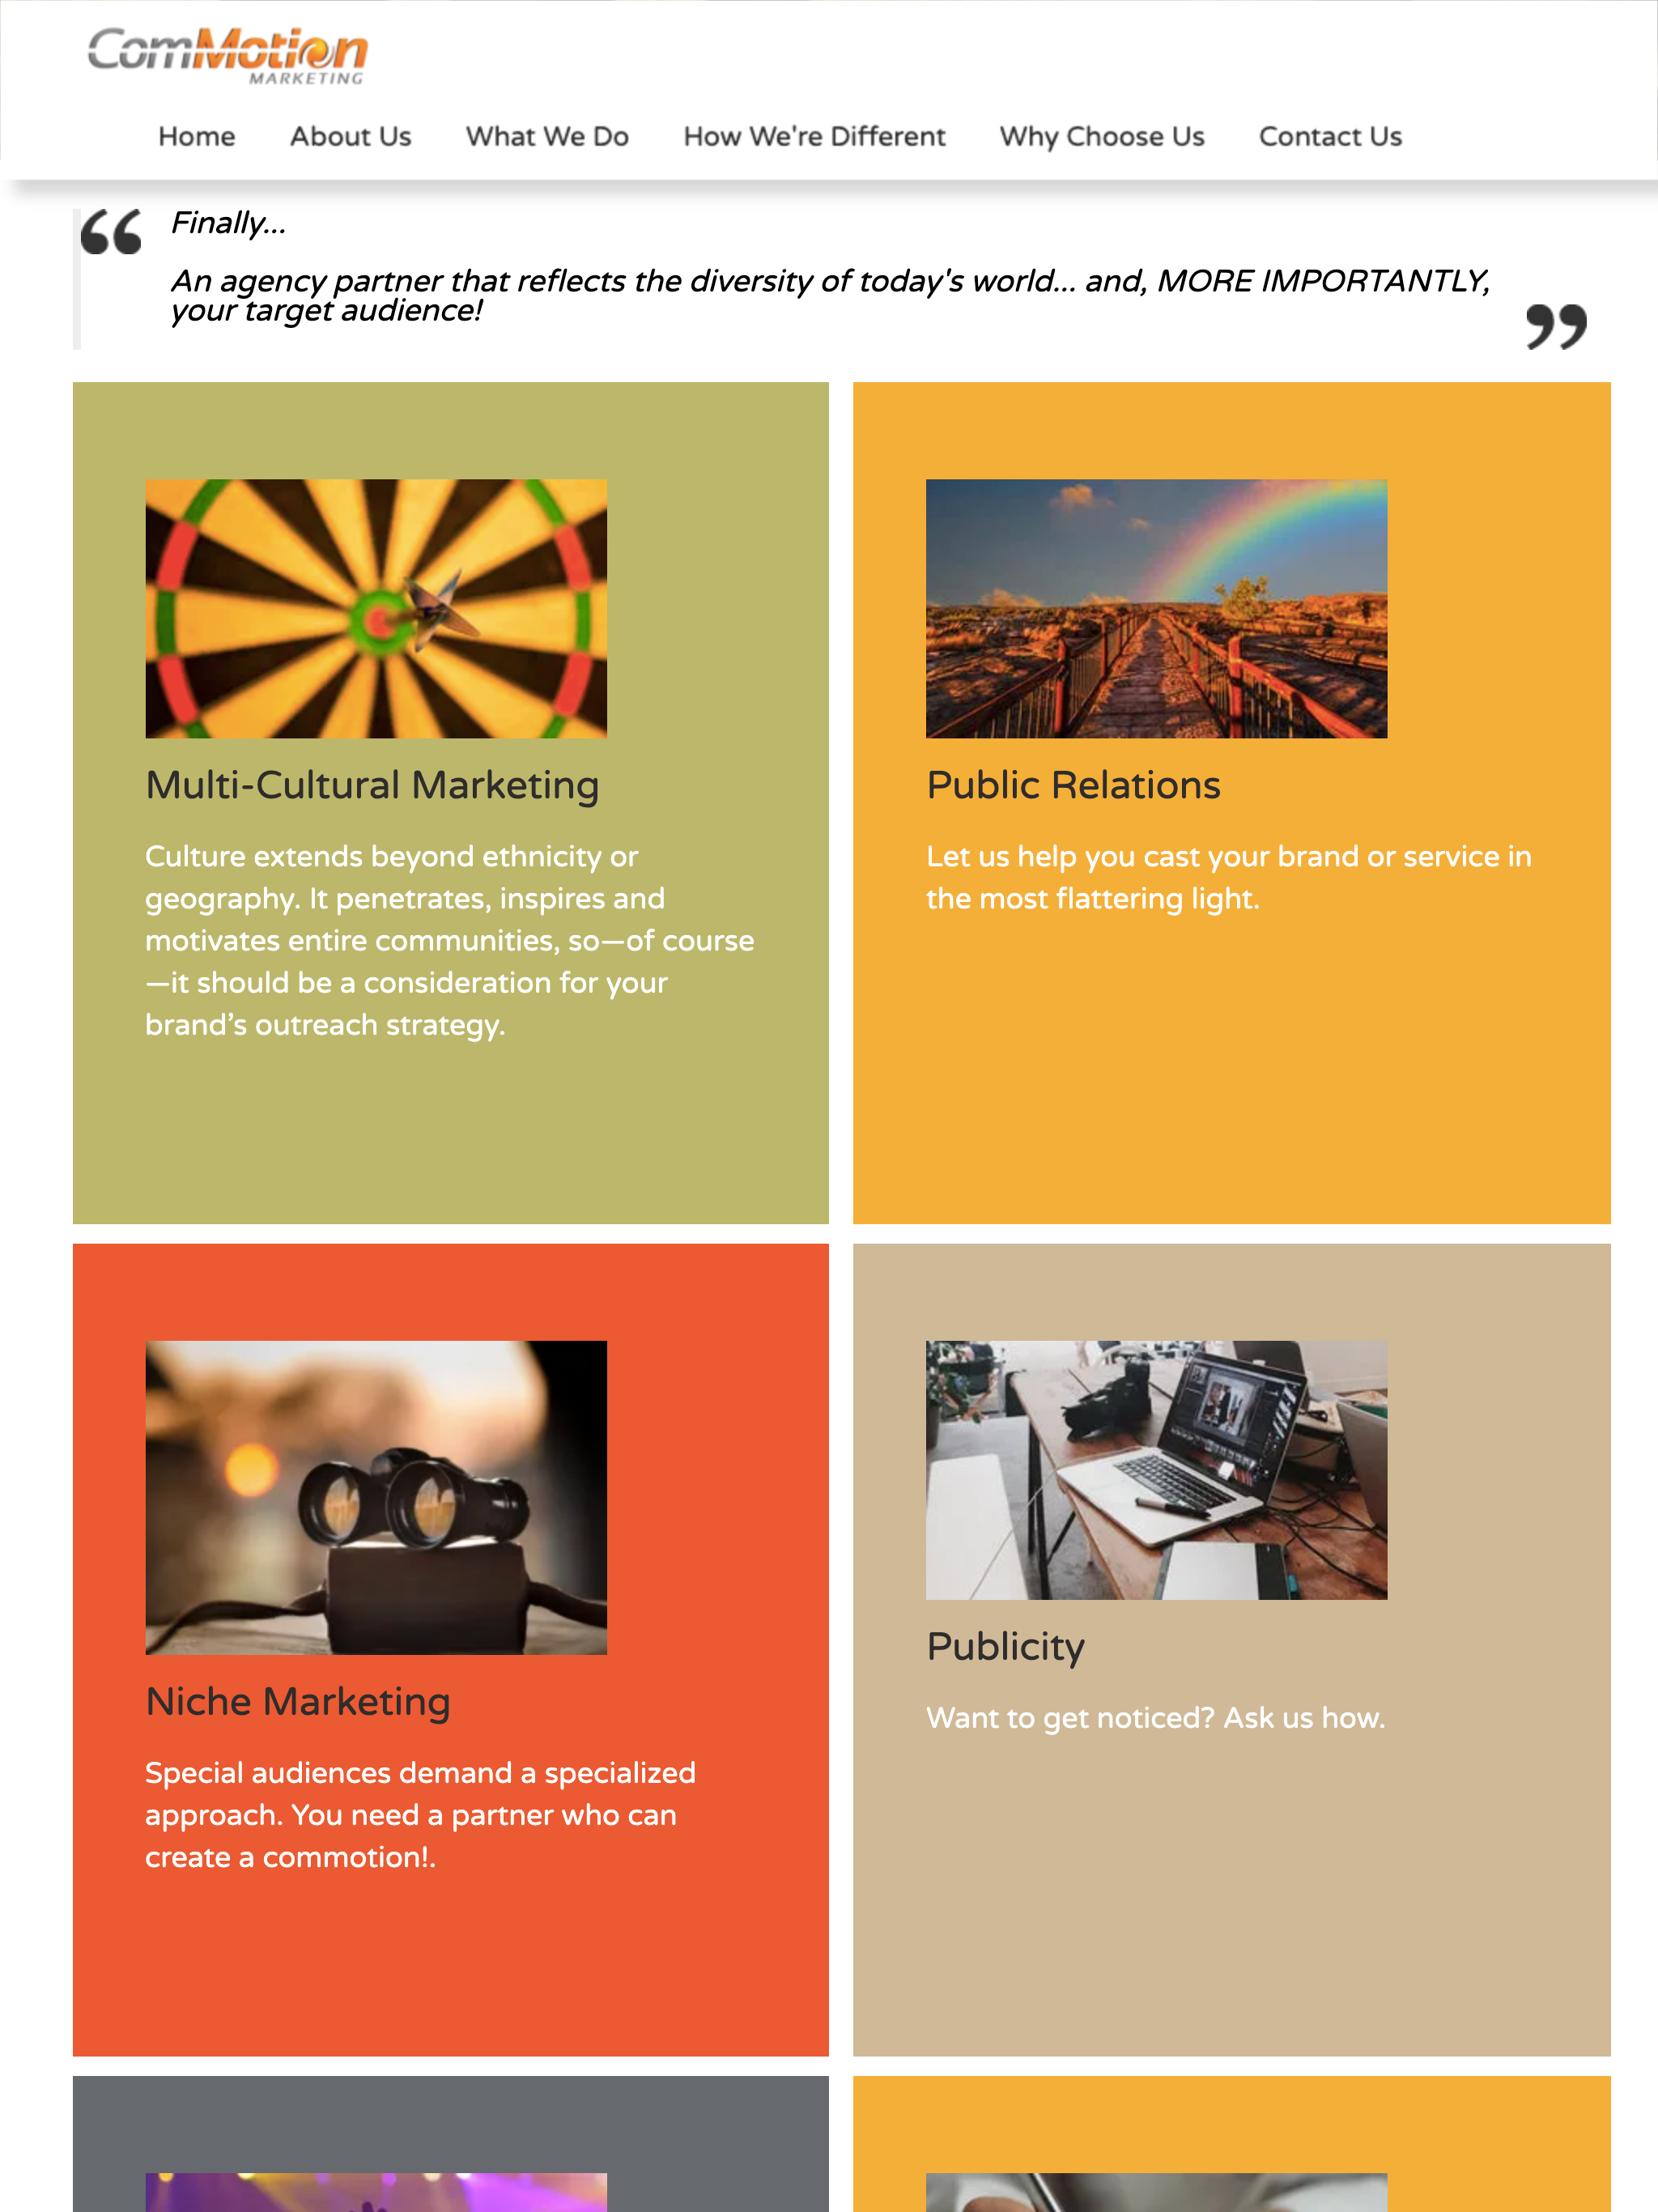 ComMotion
MARKETING
Home About Us What We Do How We're Different Why Choose Us Contact Us
Finally...
An agency partner that reflects the diversity of today's world... and, MORE IMPORTANTLY,
your target audience!
Multi-Cultural Marketing
Culture extends beyond ethnicity or
geography. It penetrates, inspires and
motivates entire communities, so—of course
—it should be a consideration for your
brand’s outreach strategy.
Public Relations
Let us help you cast your brand or service in
the most flattering light.
Niche Marketing
Special audiences demand a specialized
approach. You need a partner who can
create a commotion!.
Publicity
Want to get noticed? Ask us how.